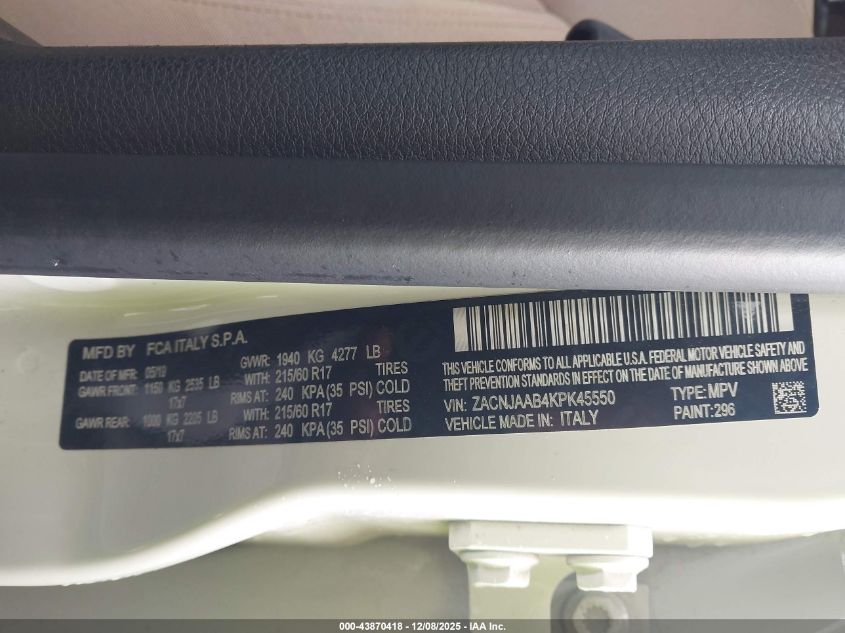 MFD BY FCA ITALY S.P.A.
DATE OF MFR: 05/19 GVWR: 1940 KG 4277 LB
GAWR FRONT: 1150 KG 2535 LB WITH: 215/60 R17 TIRES
17x7 RIMS AT: 240 KPA(35 PSI) COLD
GAWR REAR: 1000 KG 2205 LB WITH: 215/60 R17 TIRES
17x7 RIMS AT: 240 KPA(35 PSI) COLD
THIS VEHICLE CONFORMS TO ALL APPLICABLE U.S.A. FEDERAL MOTOR VEHICLE SAFETY AND
THEFT PREVENTION STANDARDS IN EFFECT ON THE DATE OF MANUFACTURE SHOWN ABOVE
VIN: ZACNJAAB4KPK45550 TYPE: MPV
VEHICLE MADE IN: ITALY PAINT: 296
000-43870418 - 12/08/2025 - IAA Inc.